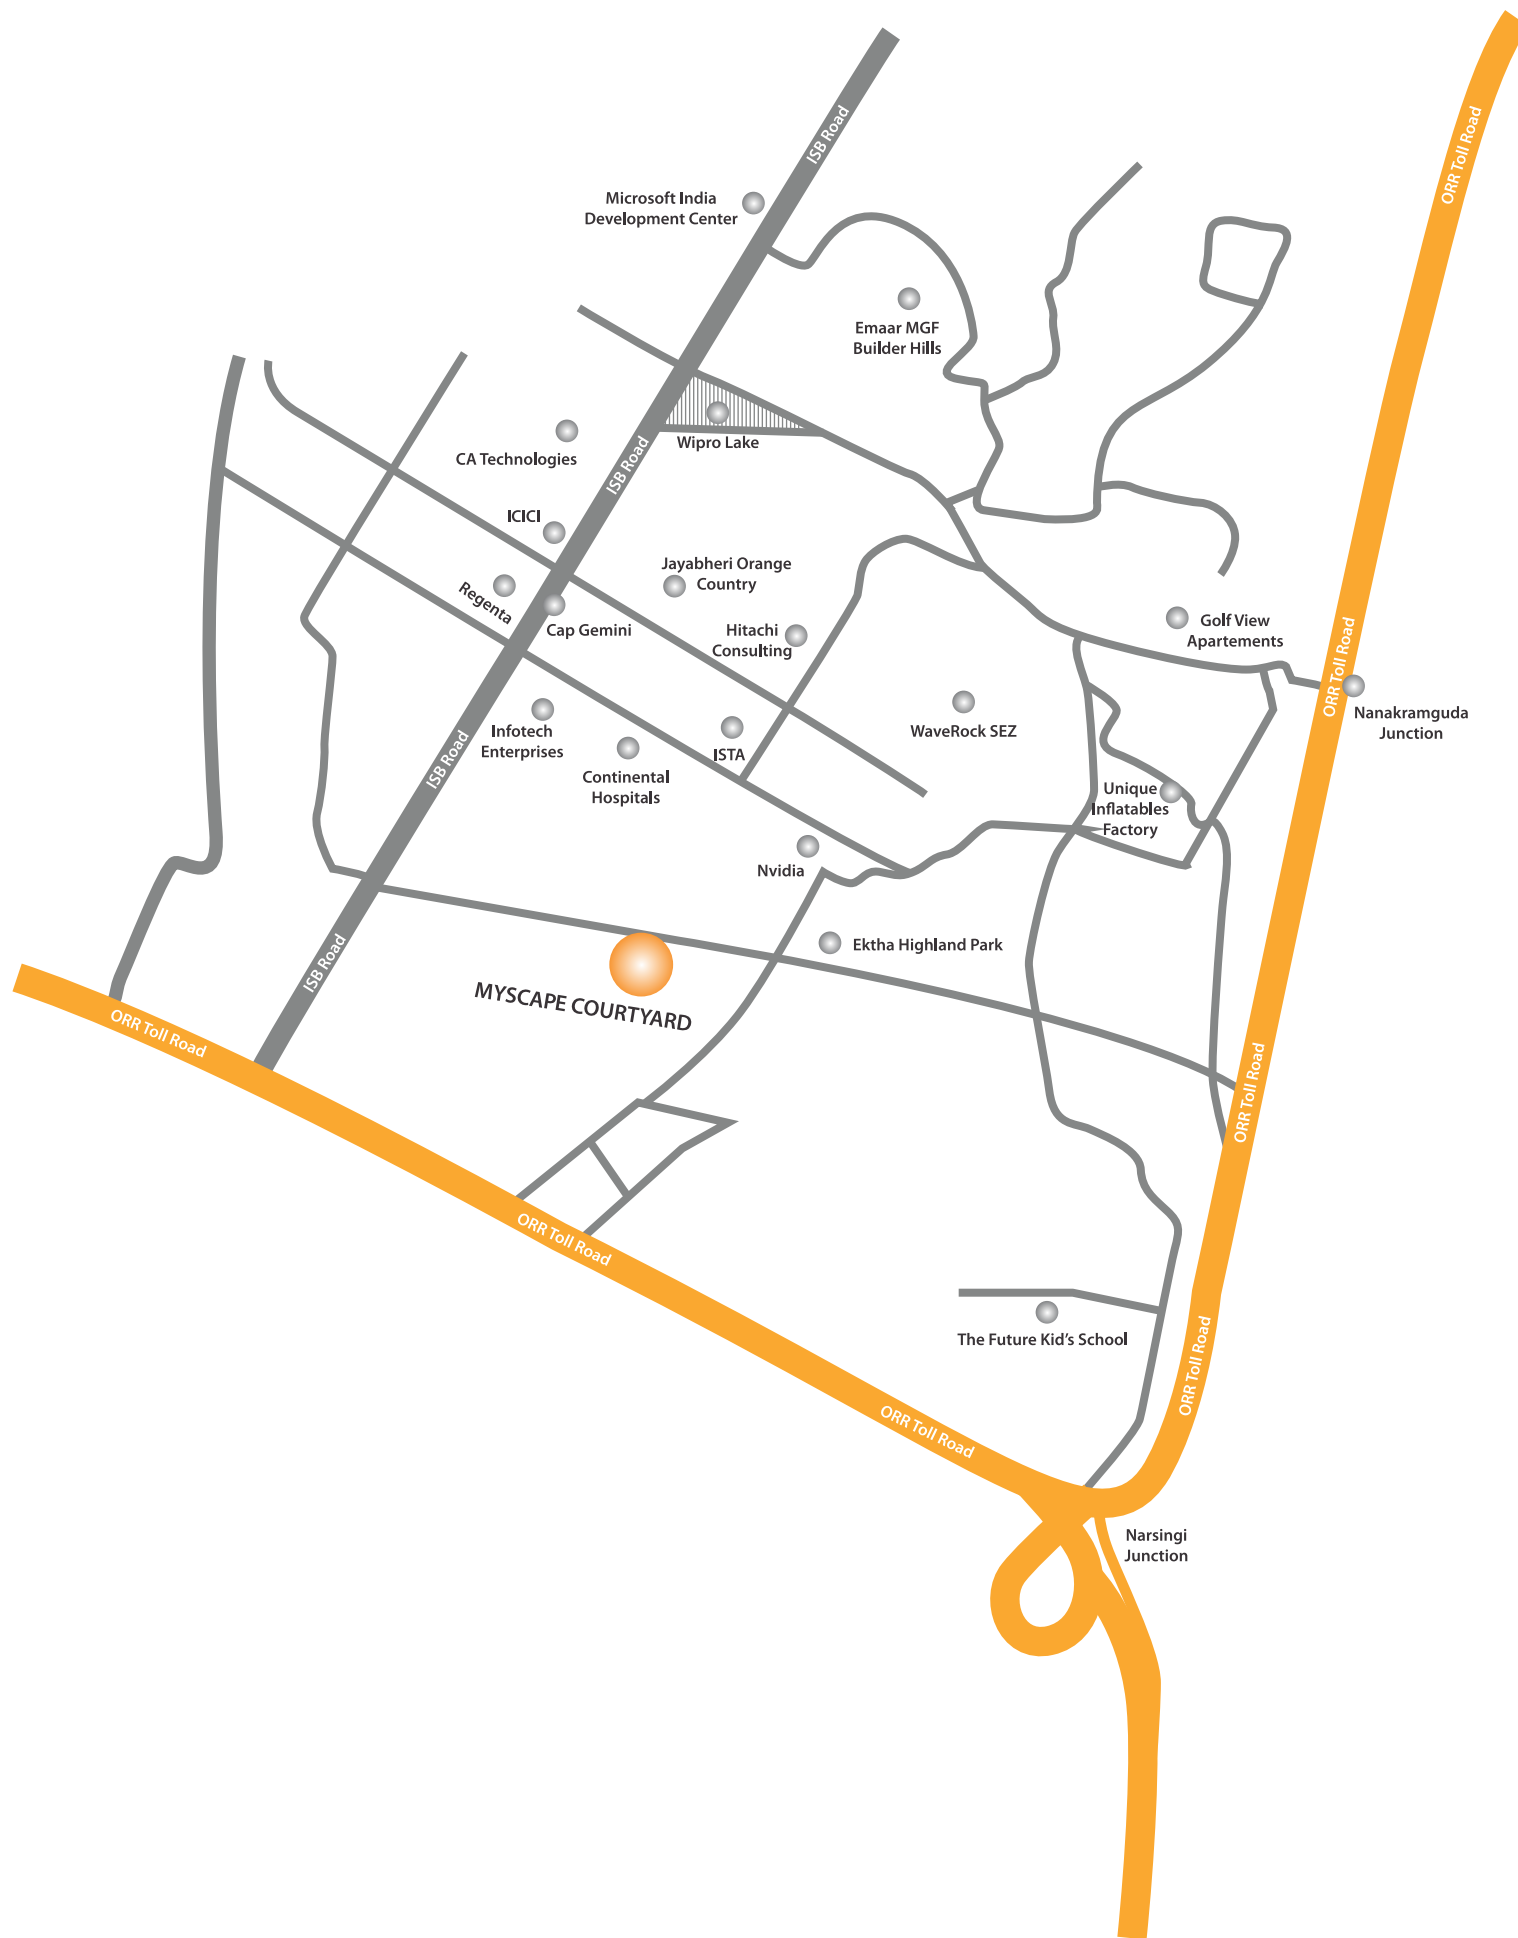 ORR Toll Road
ISB Road
Microsoft India
Development Center
Emaar MGF
Builder Hills
Wipro Lake
CA Technologies
ISB Road
ICICI
Jayabheri Orange
Country
Regenta
Cap Gemini
Hitachi
Consulting
Golf View
Apartements
ORR Toll Road
Nanakramguda
Junction
WaveRock SEZ
Infotech
Enterprises
ISTA
ISB Road
Continental
Hospitals
Unique
Inflatables
Factory
Nvidia
Ektha Highland Park
ISB Road
MYSCAPE COURTYARD
ORR Toll Road
ORR Toll Road
ORR Toll Road
The Future Kid's School
ORR Toll Road
ORR Toll Road
Narsingi
Junction